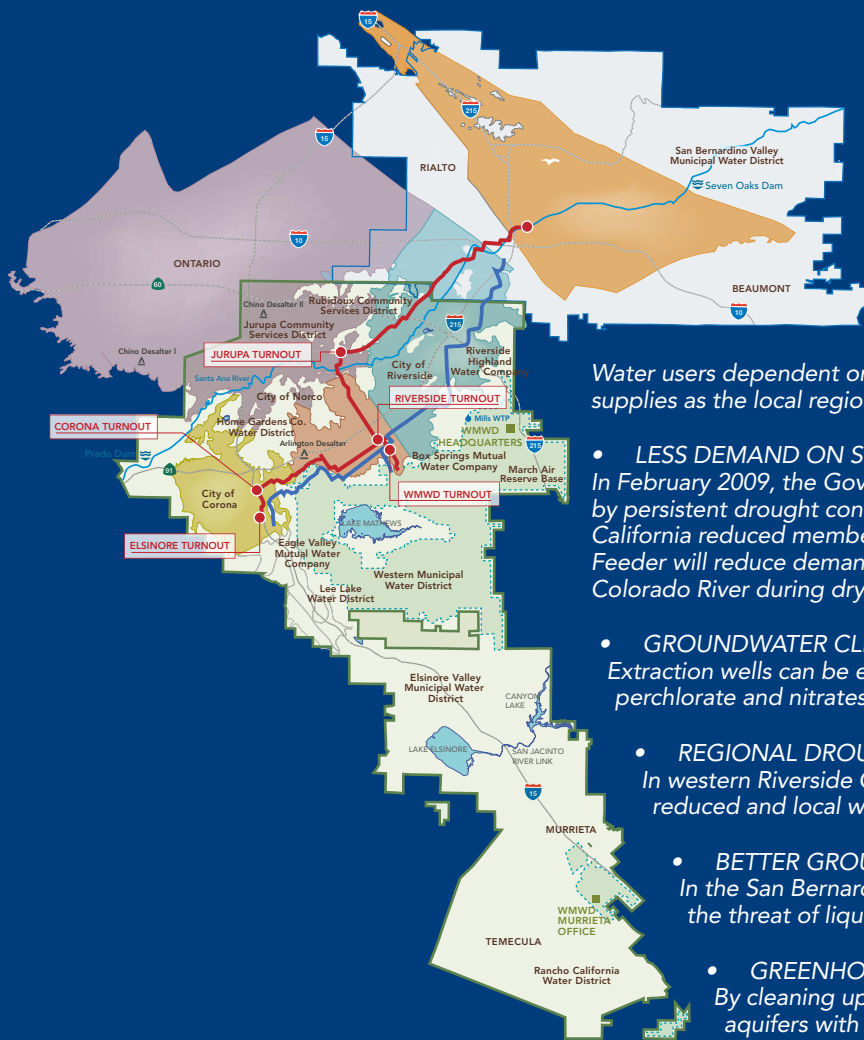 15
215
San Bernardino Valley
Municipal Water District
RIALTO
Seven Oaks Dam
15
10
ONTARIO
60
BEAUMONT
10
Chino Desalter II
Rubidoux Community
Services District
Jurupa Community
Services District
215
JURUPA TURNOUT
Chino Desalter I
City of
Riverside
Riverside
Highland
Water Company
Santa Ana River
City of Norco
RIVERSIDE TURNOUT
CORONA TURNOUT
Home Gardens Co.
Water District
Mills WTP
WMWD
HEADQUARTERS
215
Arlington Desalter
Prado Dam
91
Box Springs Mutual
Water Company
March Air
Reserve Base
City of
Corona
WMWD TURNOUT
LAKE MATHEWS
ELSINORE TURNOUT
Eagle Valley
Mutual Water
Company
Western Municipal
Water District
Lee Lake
Water District
Elsinore Valley
Municipal Water
District
CANYON
LAKE
LAKE ELSINORE
SAN JACINTO
RIVER LINK
15
MURRIETA
WMWD
MURRIETA
OFFICE
TEMECULA
Rancho California
Water District
Water users dependent or
supplies as the local regio
• LESS DEMAND ON S
In February 2009, the Gov
by persistent drought con
California reduced membe
Feeder will reduce deman
Colorado River during dry
• GROUNDWATER CLE
Extraction wells can be e
perchlorate and nitrates
• REGIONAL DROU
In western Riverside C
reduced and local w
• BETTER GROU
In the San Bernard
the threat of liqu
• GREENHO
By cleaning up
aquifers with